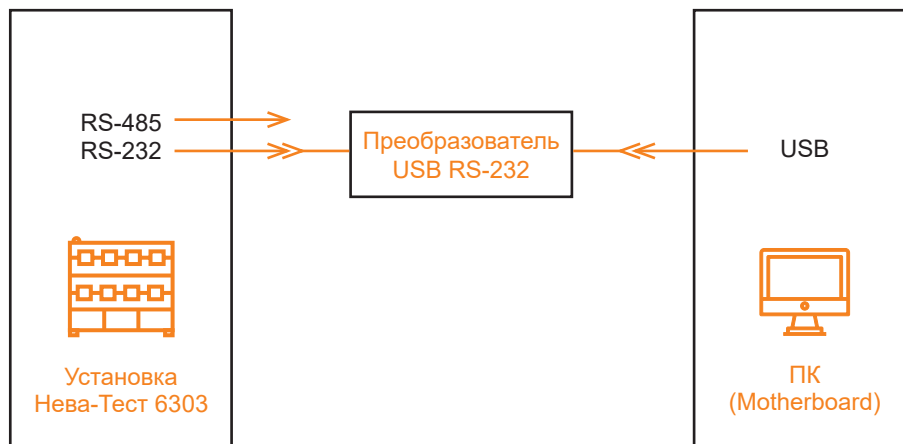 RS-485
RS-232
Преобразователь
USB RS-232
USB
Установка
Нева-Тест 6303
ПК
(Motherboard)